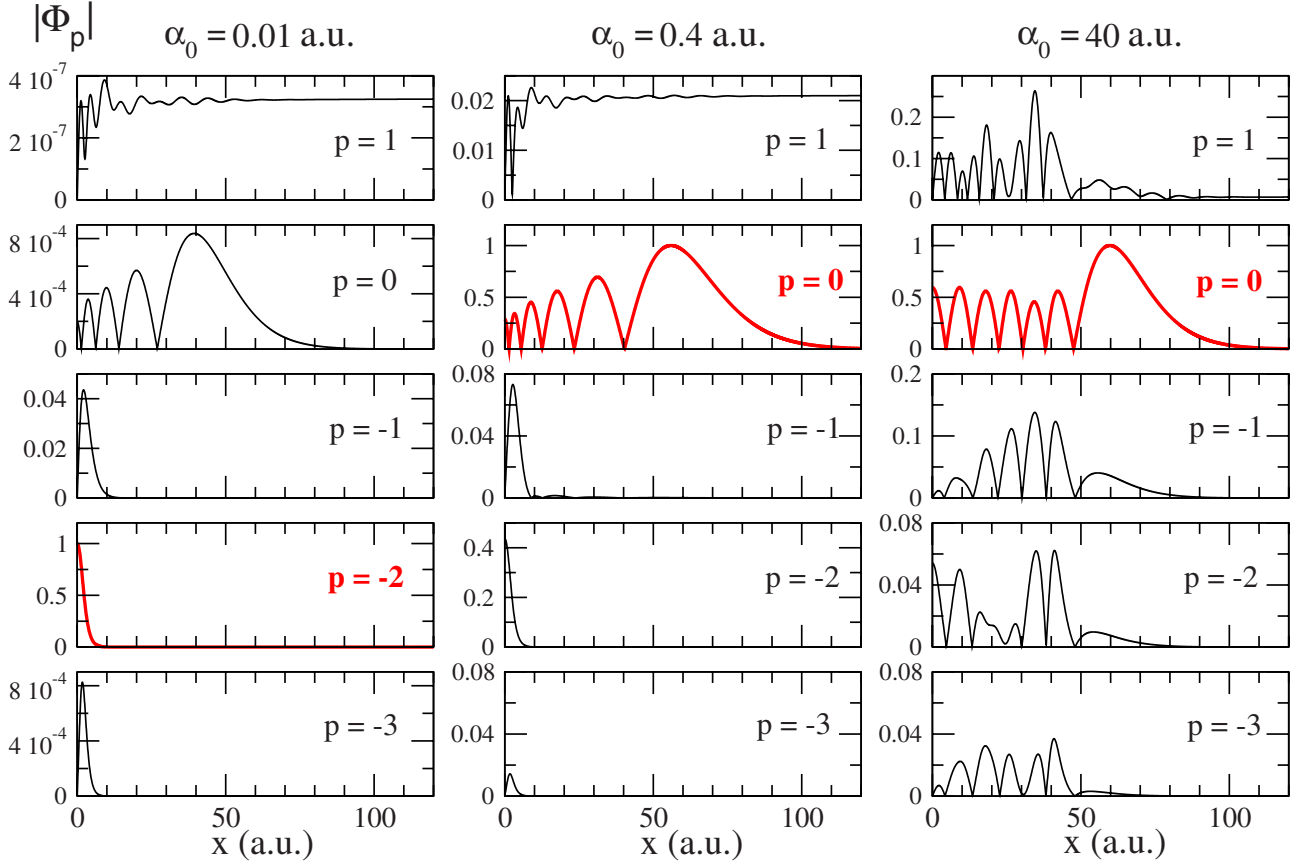 |Φₚ| α₀ = 0.01 a.u. α₀ = 0.4 a.u. α₀ = 40 a.u.
4 10⁻⁷
2 10⁻⁷
0
p = 1
0.02
0.01
0
p = 1
0.2
0.1
0
p = 1
8 10⁻⁴
4 10⁻⁴
0
p = 0
1
0.5
0
p = 0
1
0.5
0
p = 0
0.04
0.02
0
p = -1
0.08
0.04
0
p = -1
0.2
0.1
0
p = -1
1
0.5
0
p = -2
0.4
0.2
0
p = -2
0.08
0.04
0
p = -2
8 10⁻⁴
4 10⁻⁴
0
p = -3
0.08
0.04
0
p = -3
0.08
0.04
0
p = -3
0 50 100
0 50 100
0 50 100
x (a.u.) x (a.u.) x (a.u.)